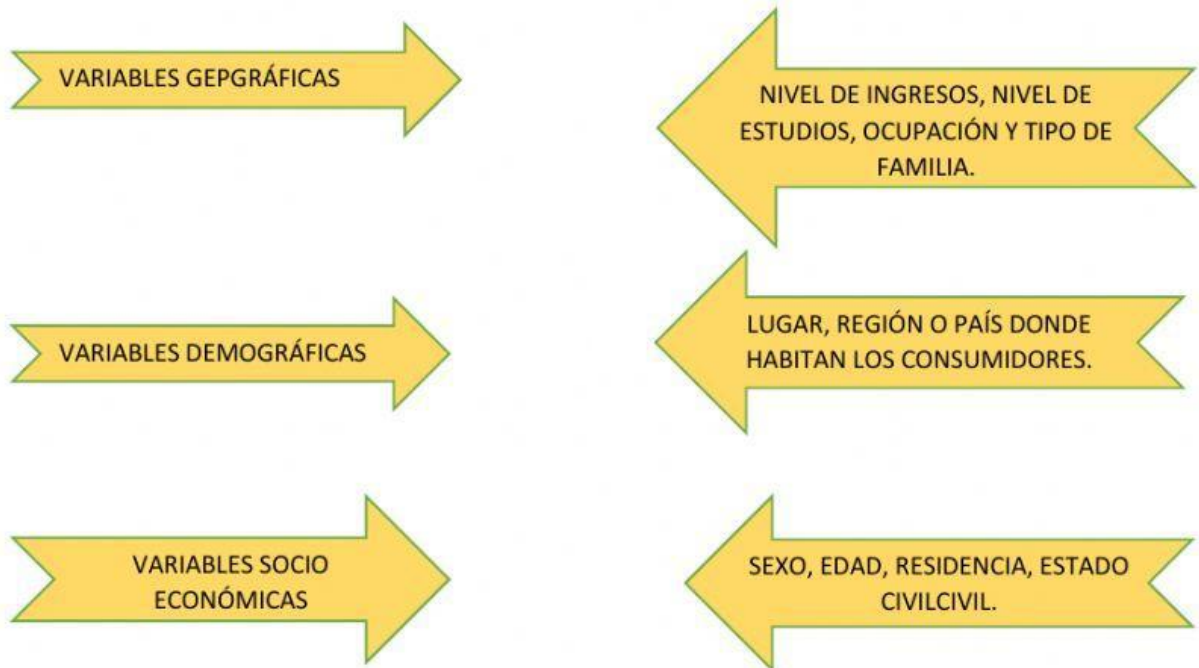 VARIABLES GEPGRÁFICAS
NIVEL DE INGRESOS, NIVEL DE
ESTUDIOS, OCUPACIÓN Y TIPO DE
FAMILIA.
VARIABLES DEMOGRÁFICAS
LUGAR, REGIÓN O PAÍS DONDE
HABITAN LOS CONSUMIDORES.
VARIABLES SOCIO
ECONÓMICAS
SEXO, EDAD, RESIDENCIA, ESTADO
CIVILCIVIL.